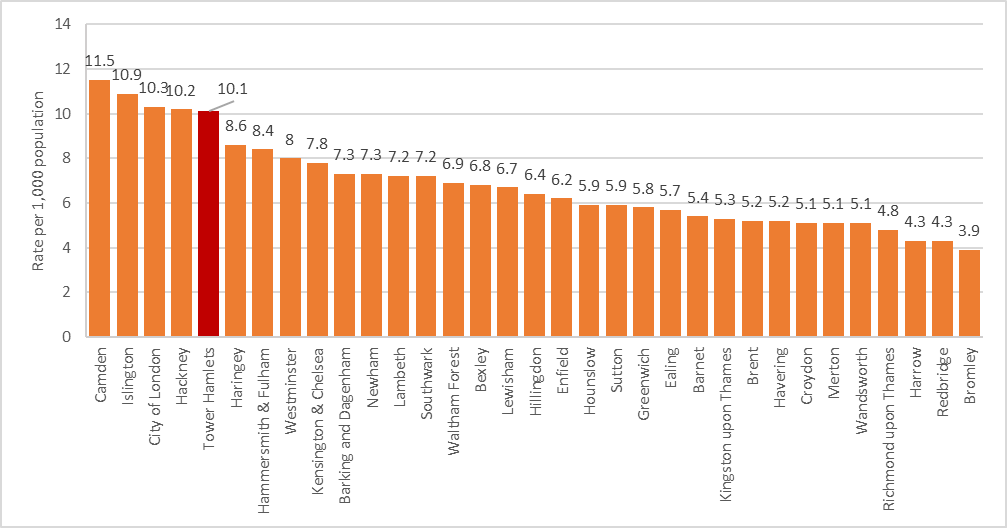 14
12
10
8
6
4
2
0
Rate per 1,000 population
11.5
10.9
10.3
10.2
10.1
8.6
8.4
8
7.8
7.3
7.3
7.2
7.2
6.9
6.8
6.7
6.4
6.2
5.9
5.9
5.8
5.7
5.4
5.3
5.2
5.2
5.1
5.1
5.1
4.8
4.3
4.3
3.9
Camden
Islington
City of London
Hackney
Tower Hamlets
Haringey
Hammersmith & Fulham
Westminster
Kensington & Chelsea
Barking and Dagenham
Newham
Lambeth
Southwark
Waltham Forest
Bexley
Lewisham
Hillingdon
Enfield
Hounslow
Sutton
Greenwich
Ealing
Barnet
Kingston upon Thames
Brent
Havering
Croydon
Merton
Wandsworth
Richmond upon Thames
Harrow
Redbridge
Bromley